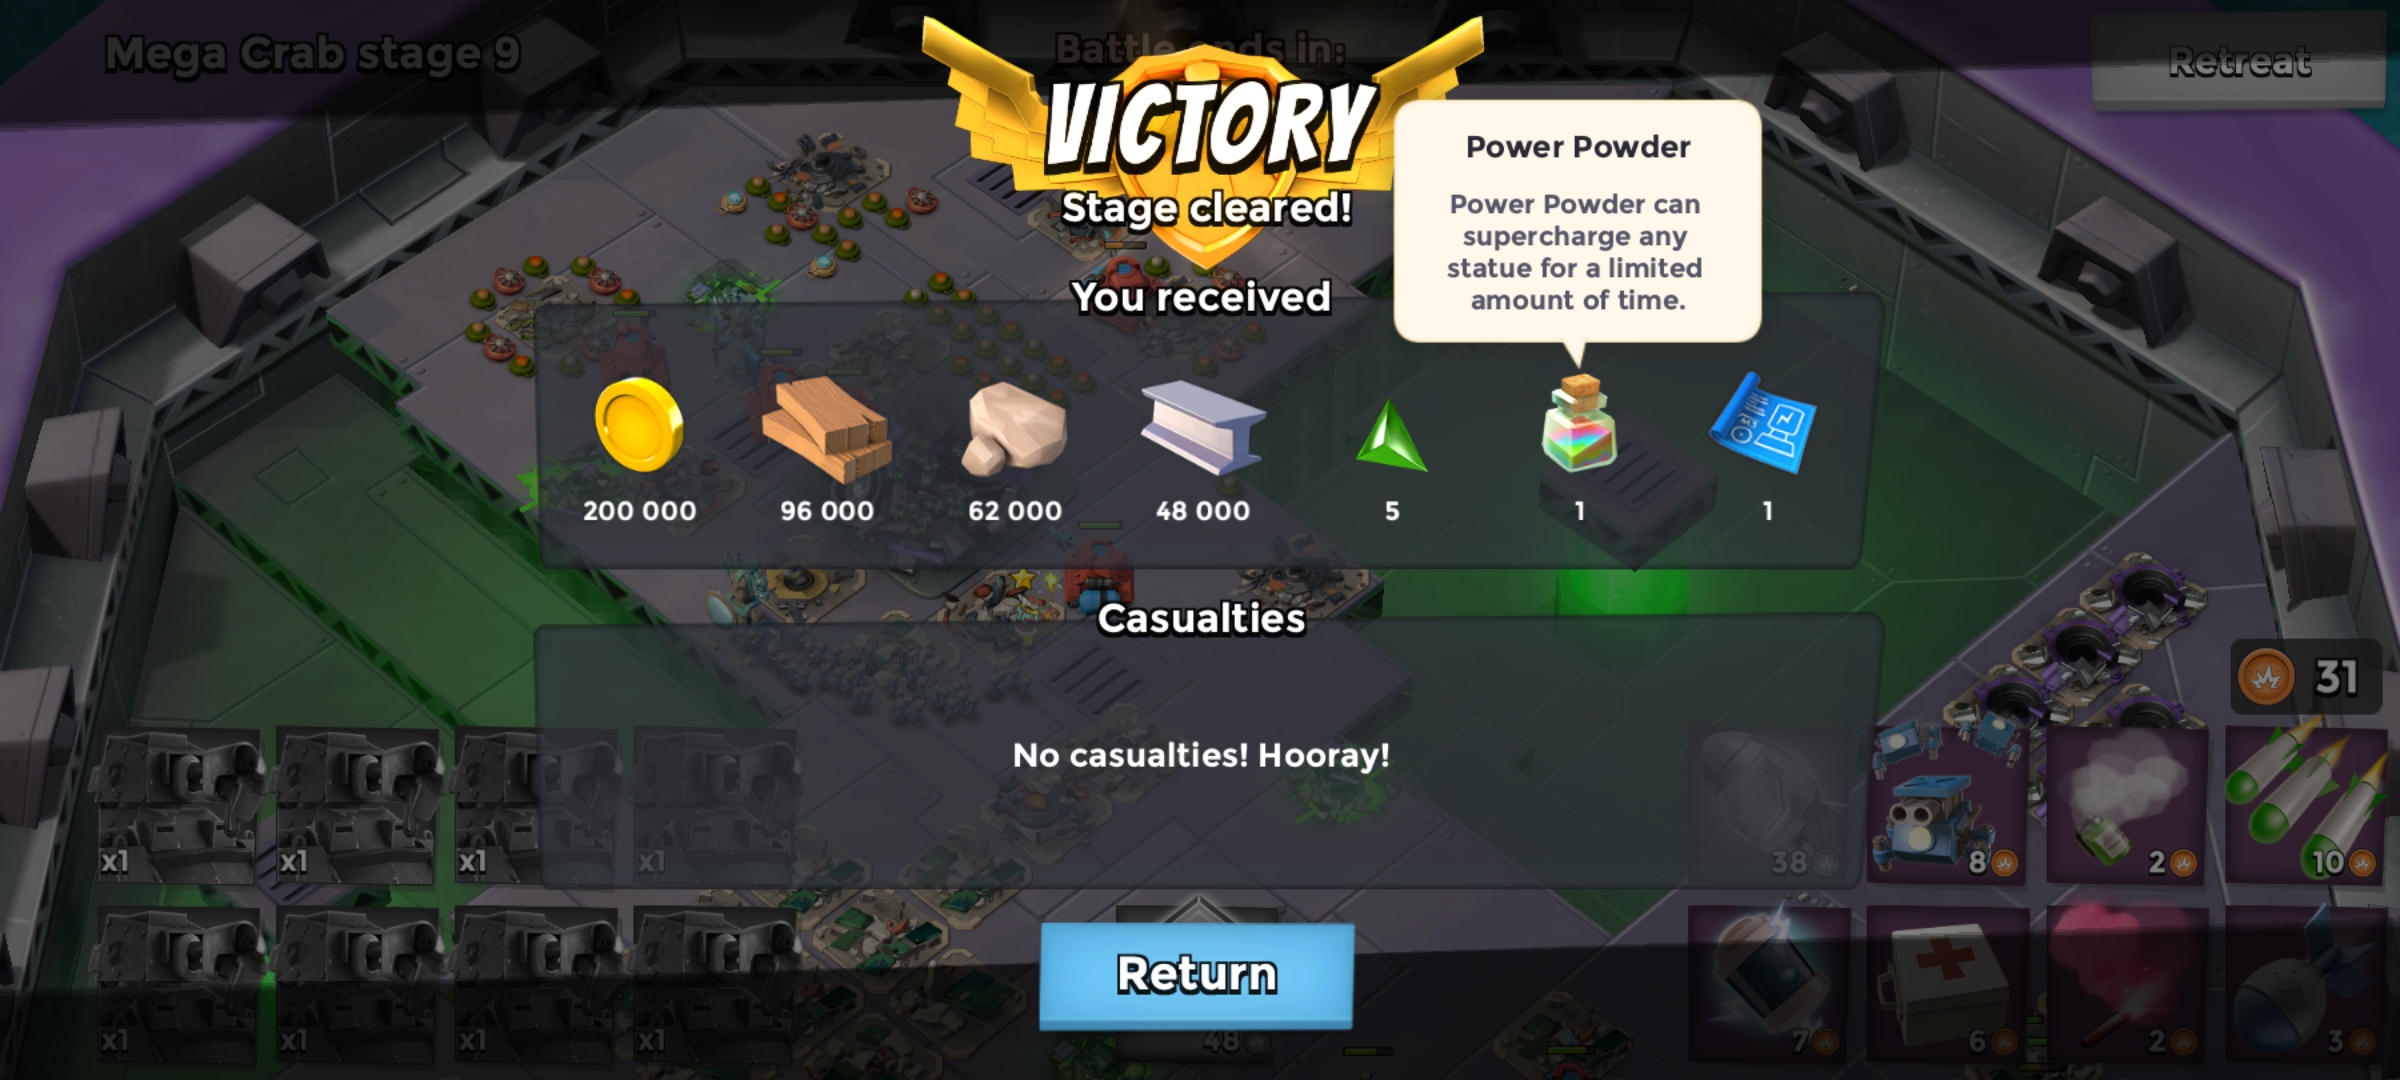 Mega Crab stage 9
Battle ends in:
Retreat
VICTORY
Stage cleared!
Power Powder
Power Powder can
supercharge any
statue for a limited
amount of time.
You received
200 000
96 000
62 000
48 000
5
1
1
Casualties
No casualties! Hooray!
31
x1
x1
x1
x1
38
8
2
10
Return
x1
x1
x1
x1
48
7
6
2
3